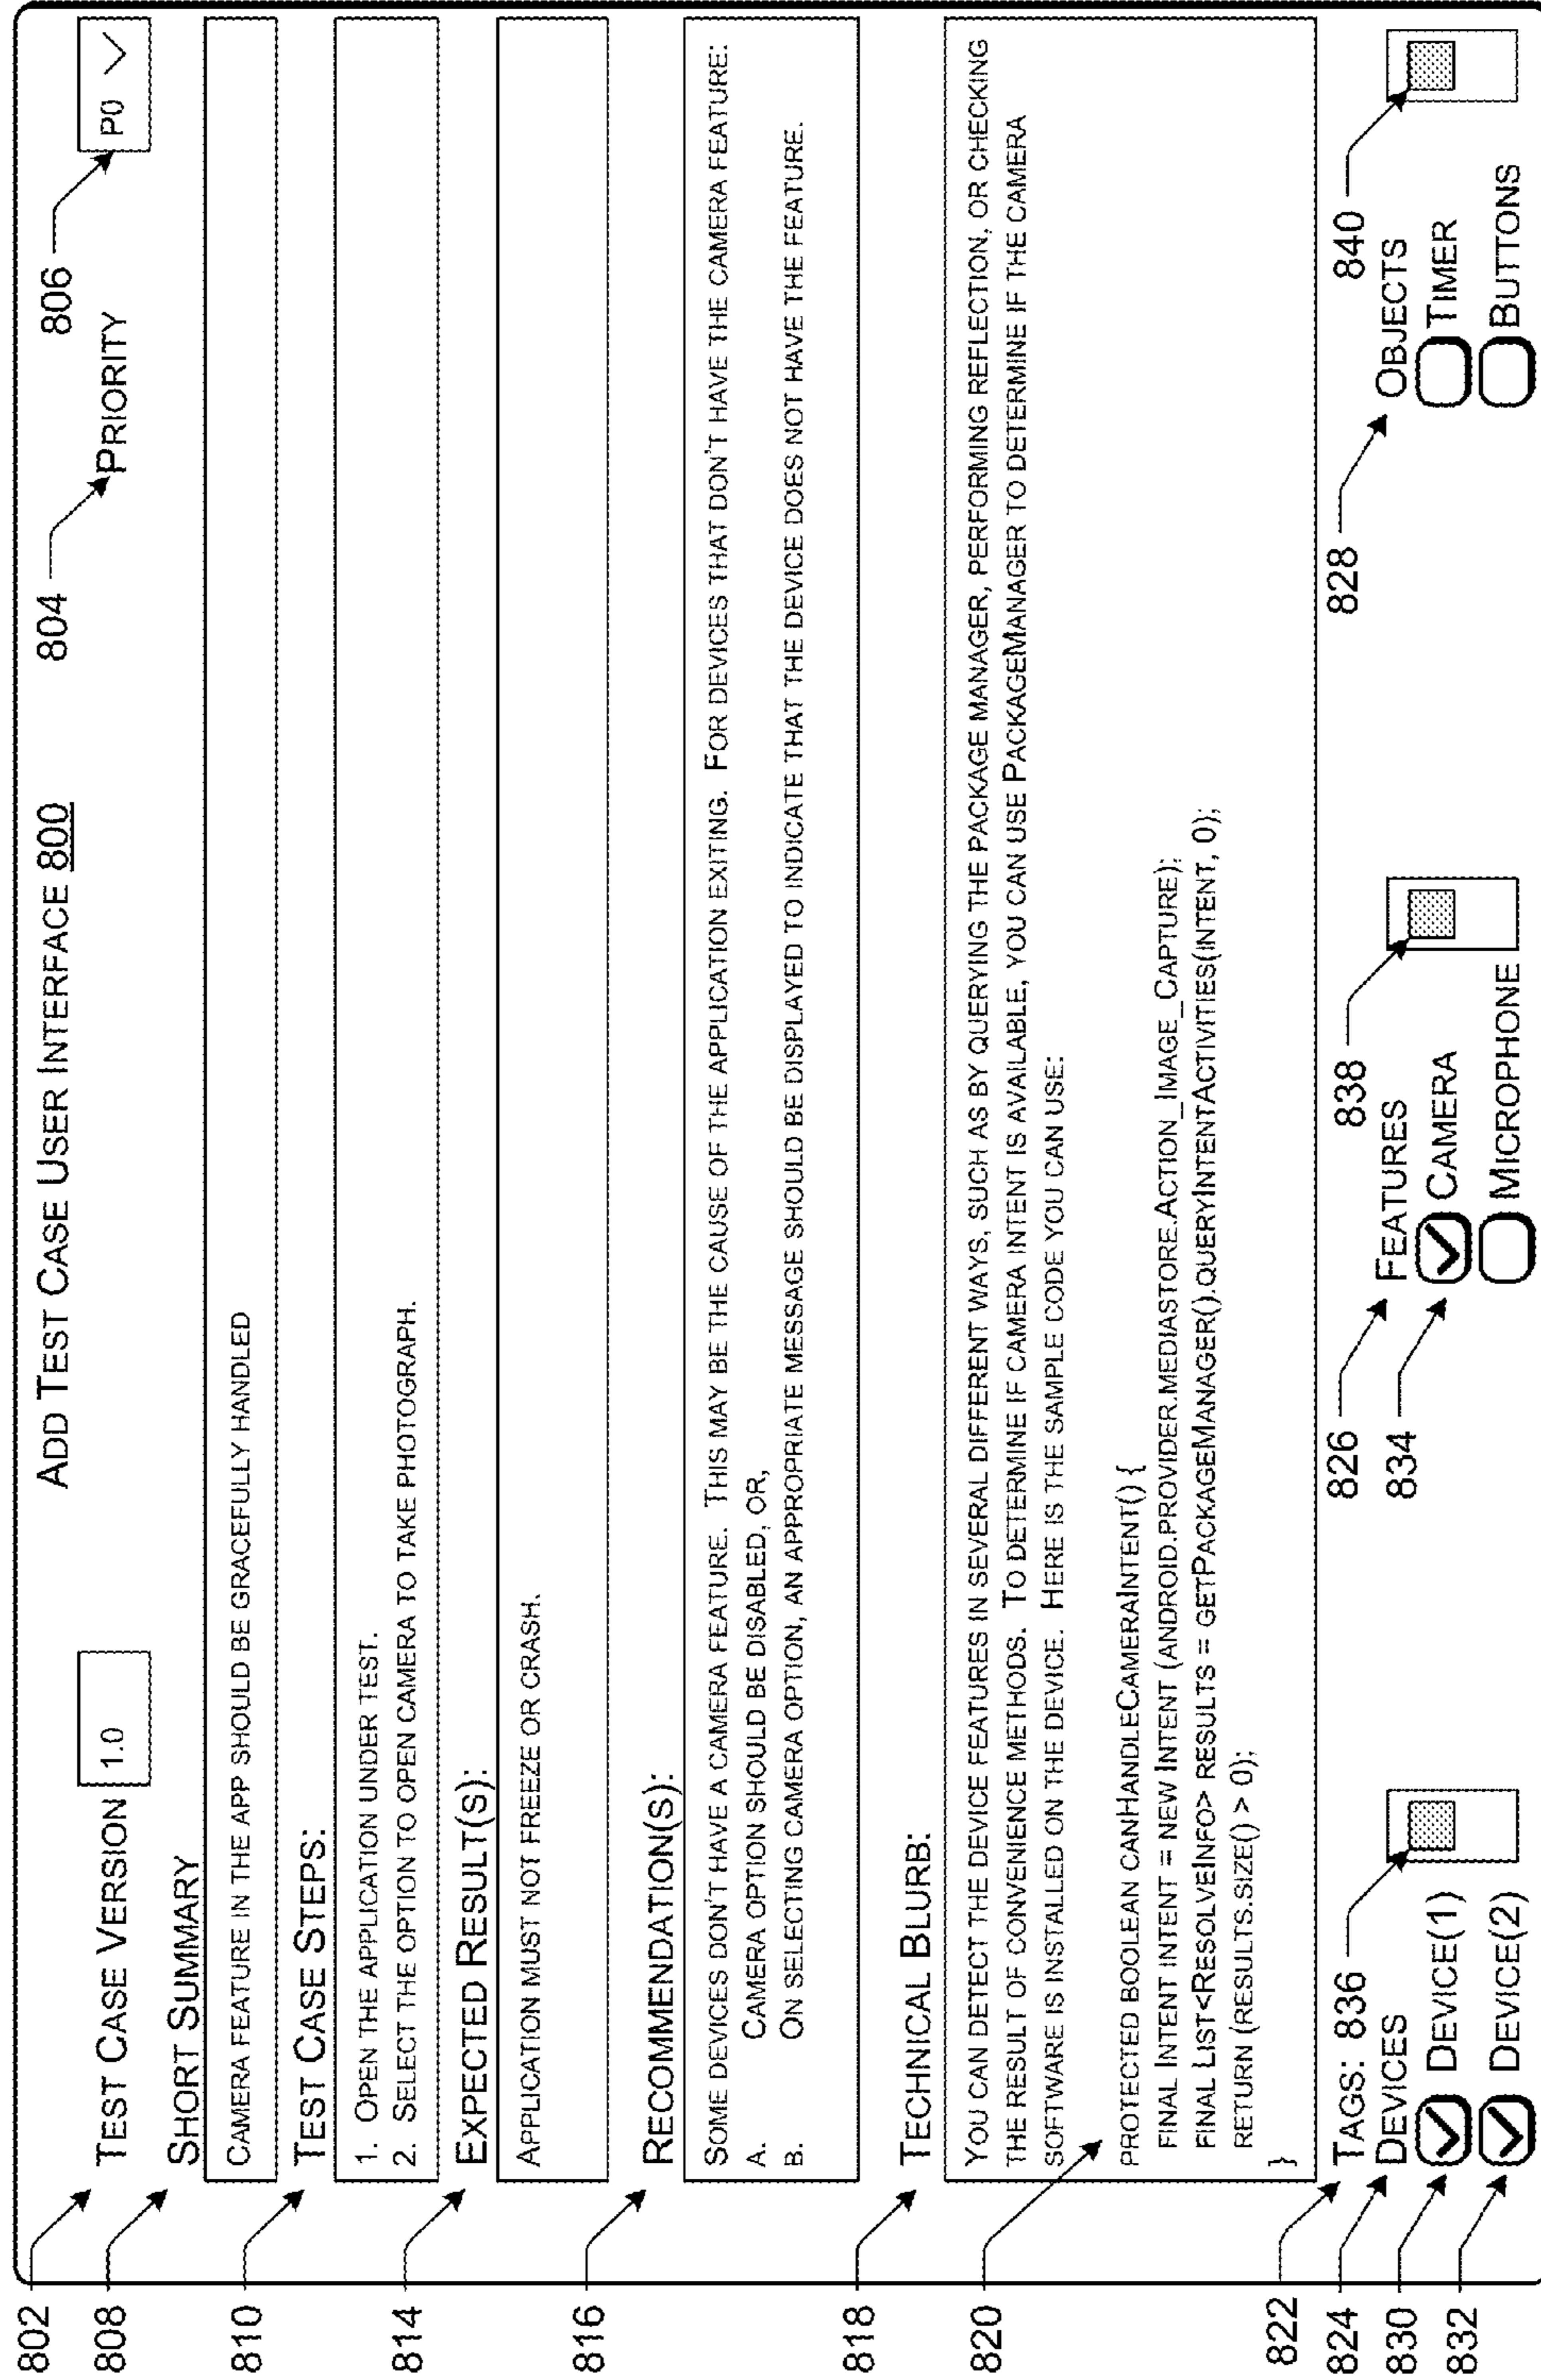 ADD TEST CASE USER INTERFACE 800
802
TEST CASE VERSION 1.0
804
PRIORITY
806
P0
808
SHORT SUMMARY
CAMERA FEATURE IN THE APP SHOULD BE GRACEFULLY HANDLED
810
TEST CASE STEPS:
1. OPEN THE APPLICATION UNDER TEST.
2. SELECT THE OPTION TO OPEN CAMERA TO TAKE PHOTOGRAPH.
814
EXPECTED RESULT(S):
APPLICATION MUST NOT FREEZE OR CRASH.
816
RECOMMENDATION(S):
SOME DEVICES DON'T HAVE A CAMERA FEATURE. THIS MAY BE THE CAUSE OF THE APPLICATION EXITING. FOR DEVICES THAT DON'T HAVE THE CAMERA FEATURE:
A. CAMERA OPTION SHOULD BE DISABLED, OR,
B. ON SELECTING CAMERA OPTION, AN APPROPRIATE MESSAGE SHOULD BE DISPLAYED TO INDICATE THAT THE DEVICE DOES NOT HAVE THE FEATURE.
818
TECHNICAL BLURB:
YOU CAN DETECT THE DEVICE FEATURES IN SEVERAL DIFFERENT WAYS, SUCH AS BY QUERYING THE PACKAGE MANAGER, PERFORMING REFLECTION, OR CHECKING
THE RESULT OF CONVENIENCE METHODS. TO DETERMINE IF CAMERA INTENT IS AVAILABLE, YOU CAN USE PACKAGEMANAGER TO DETERMINE IF THE CAMERA
SOFTWARE IS INSTALLED ON THE DEVICE. HERE IS THE SAMPLE CODE YOU CAN USE:
820
PROTECTED BOOLEAN CANHANDLECAMERAINTENT() {
FINAL INTENT INTENT = NEW INTENT (ANDROID.PROVIDER.MEDIASTORE.ACTION_IMAGE_CAPTURE);
FINAL LIST<RESOLVEINFO> RESULTS = GETPACKAGEMANAGER().QUERYINTENTACTIVITIES(INTENT, 0);
RETURN (RESULTS.SIZE() > 0);
}
822
TAGS: 836
824
DEVICES
830
DEVICE(1)
832
DEVICE(2)
826
838
FEATURES
834
CAMERA
MICROPHONE
828
840
OBJECTS
TIMER
BUTTONS